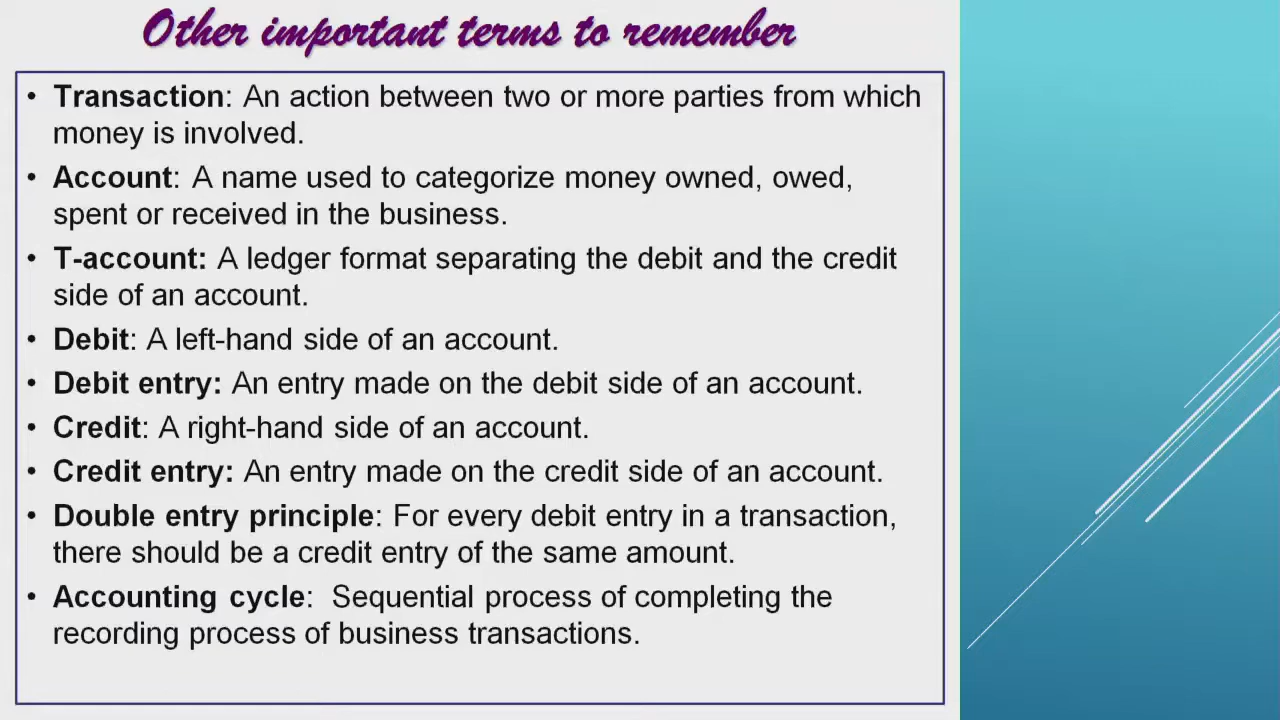 Other important terms to remember
• Transaction: An action between two or more parties from which
money is involved.
• Account: A name used to categorize money owned, owed,
spent or received in the business.
• T-account: A ledger format separating the debit and the credit
side of an account.
• Debit: A left-hand side of an account.
• Debit entry: An entry made on the debit side of an account.
• Credit: A right-hand side of an account.
• Credit entry: An entry made on the credit side of an account.
• Double entry principle: For every debit entry in a transaction,
there should be a credit entry of the same amount.
• Accounting cycle:  Sequential process of completing the
recording process of business transactions.